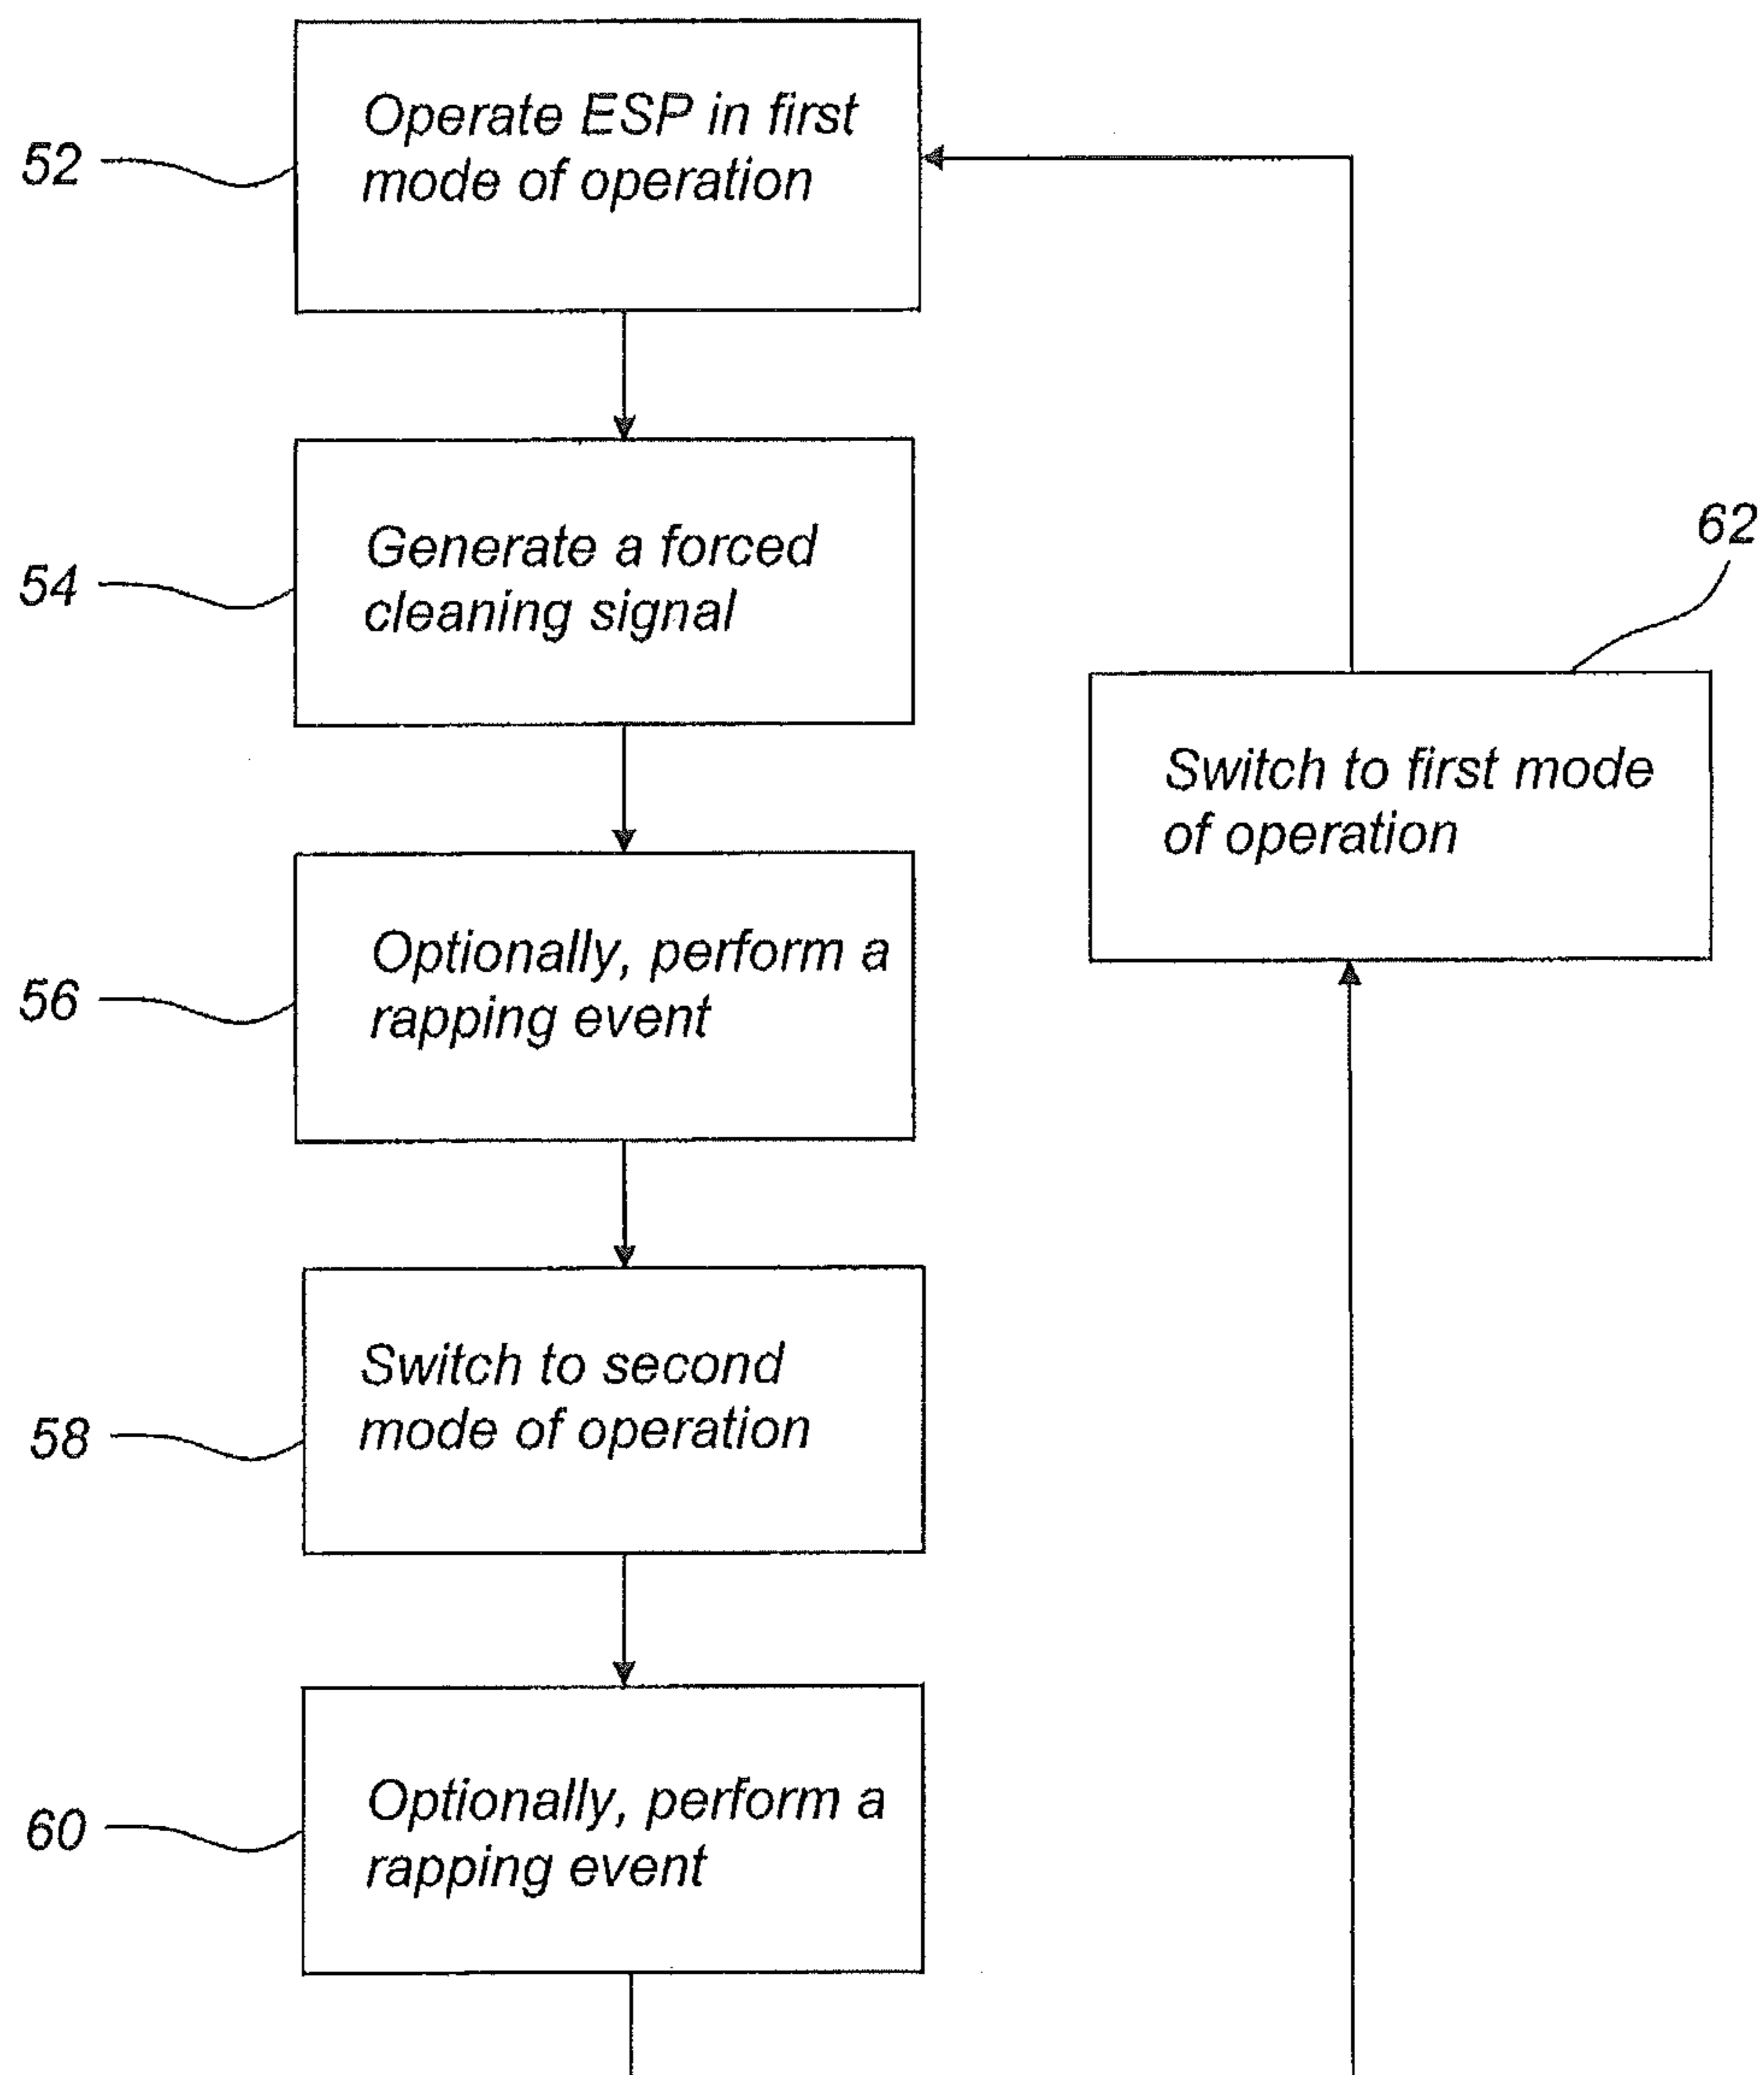 52
Operate ESP in first
mode of operation
54
Generate a forced
cleaning signal
56
Optionally, perform a
rapping event
58
Switch to second
mode of operation
60
Optionally, perform a
rapping event
62
Switch to first mode
of operation